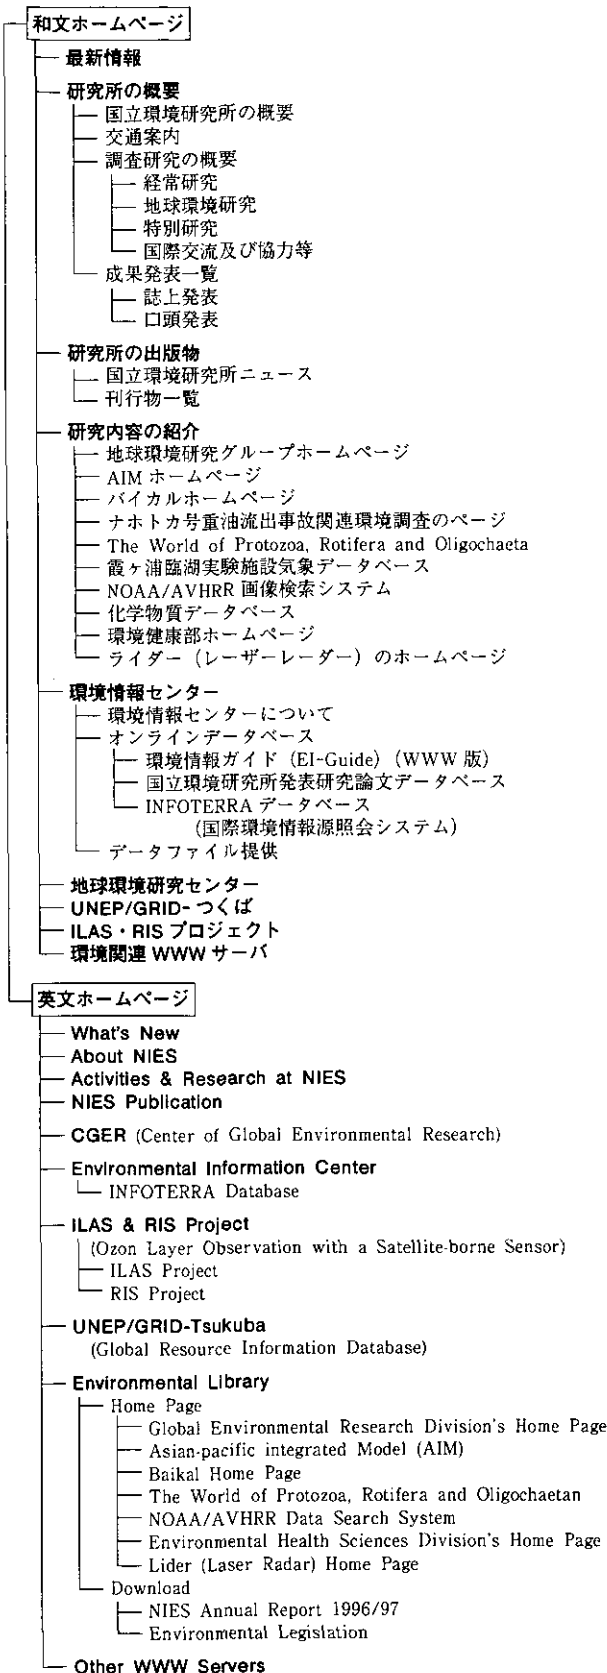 和文ホームページ
最新情報
研究所の概要
国立環境研究所の概要
交通案内
調査研究の概要
経常研究
地球環境研究
特別研究
国際交流及び協力等
成果発表一覧
誌上発表
口頭発表
研究所の出版物
国立環境研究所ニュース
刊行物一覧
研究内容の紹介
地球環境研究グループホームページ
AIM ホームページ
バイカルホームページ
ナホトカ号重油流出事故関連環境調査のページ
The World of Protozoa, Rotifera and Oligochaeta
霞ヶ浦臨湖実験施設気象データベース
NOAA/AVHRR 画像検索システム
化学物質データベース
環境健康部ホームページ
ライダー（レーザーレーダー）のホームページ
環境情報センター
環境情報センターについて
オンラインデータベース
環境情報ガイド（EI-Guide）（WWW 版）
国立環境研究所発表研究論文データベース
INFOTERRA データベース
（国際環境情報源照会システム）
データファイル提供
地球環境研究センター
UNEP/GRID-つくば
ILAS・RIS プロジェクト
環境関連 WWW サーバ
英文ホームページ
What's New
About NIES
Activities & Research at NIES
NIES Publication
CGER (Center of Global Environmental Research)
Environmental Information Center
INFOTERRA Database
ILAS & RIS Project
(Ozon Layer Observation with a Satellite-borne Sensor)
ILAS Project
RIS Project
UNEP/GRID-Tsukuba
(Global Resource Information Database)
Environmental Library
Home Page
Global Environmental Research Division's Home Page
Asian-pacific integrated Model (AIM)
Baikal Home Page
The World of Protozoa, Rotifera and Oligochaetan
NOAA/AVHRR Data Search System
Environmental Health Sciences Division's Home Page
Lider (Laser Radar) Home Page
Download
NIES Annual Report 1996/97
Environmental Legislation
Other WWW Servers